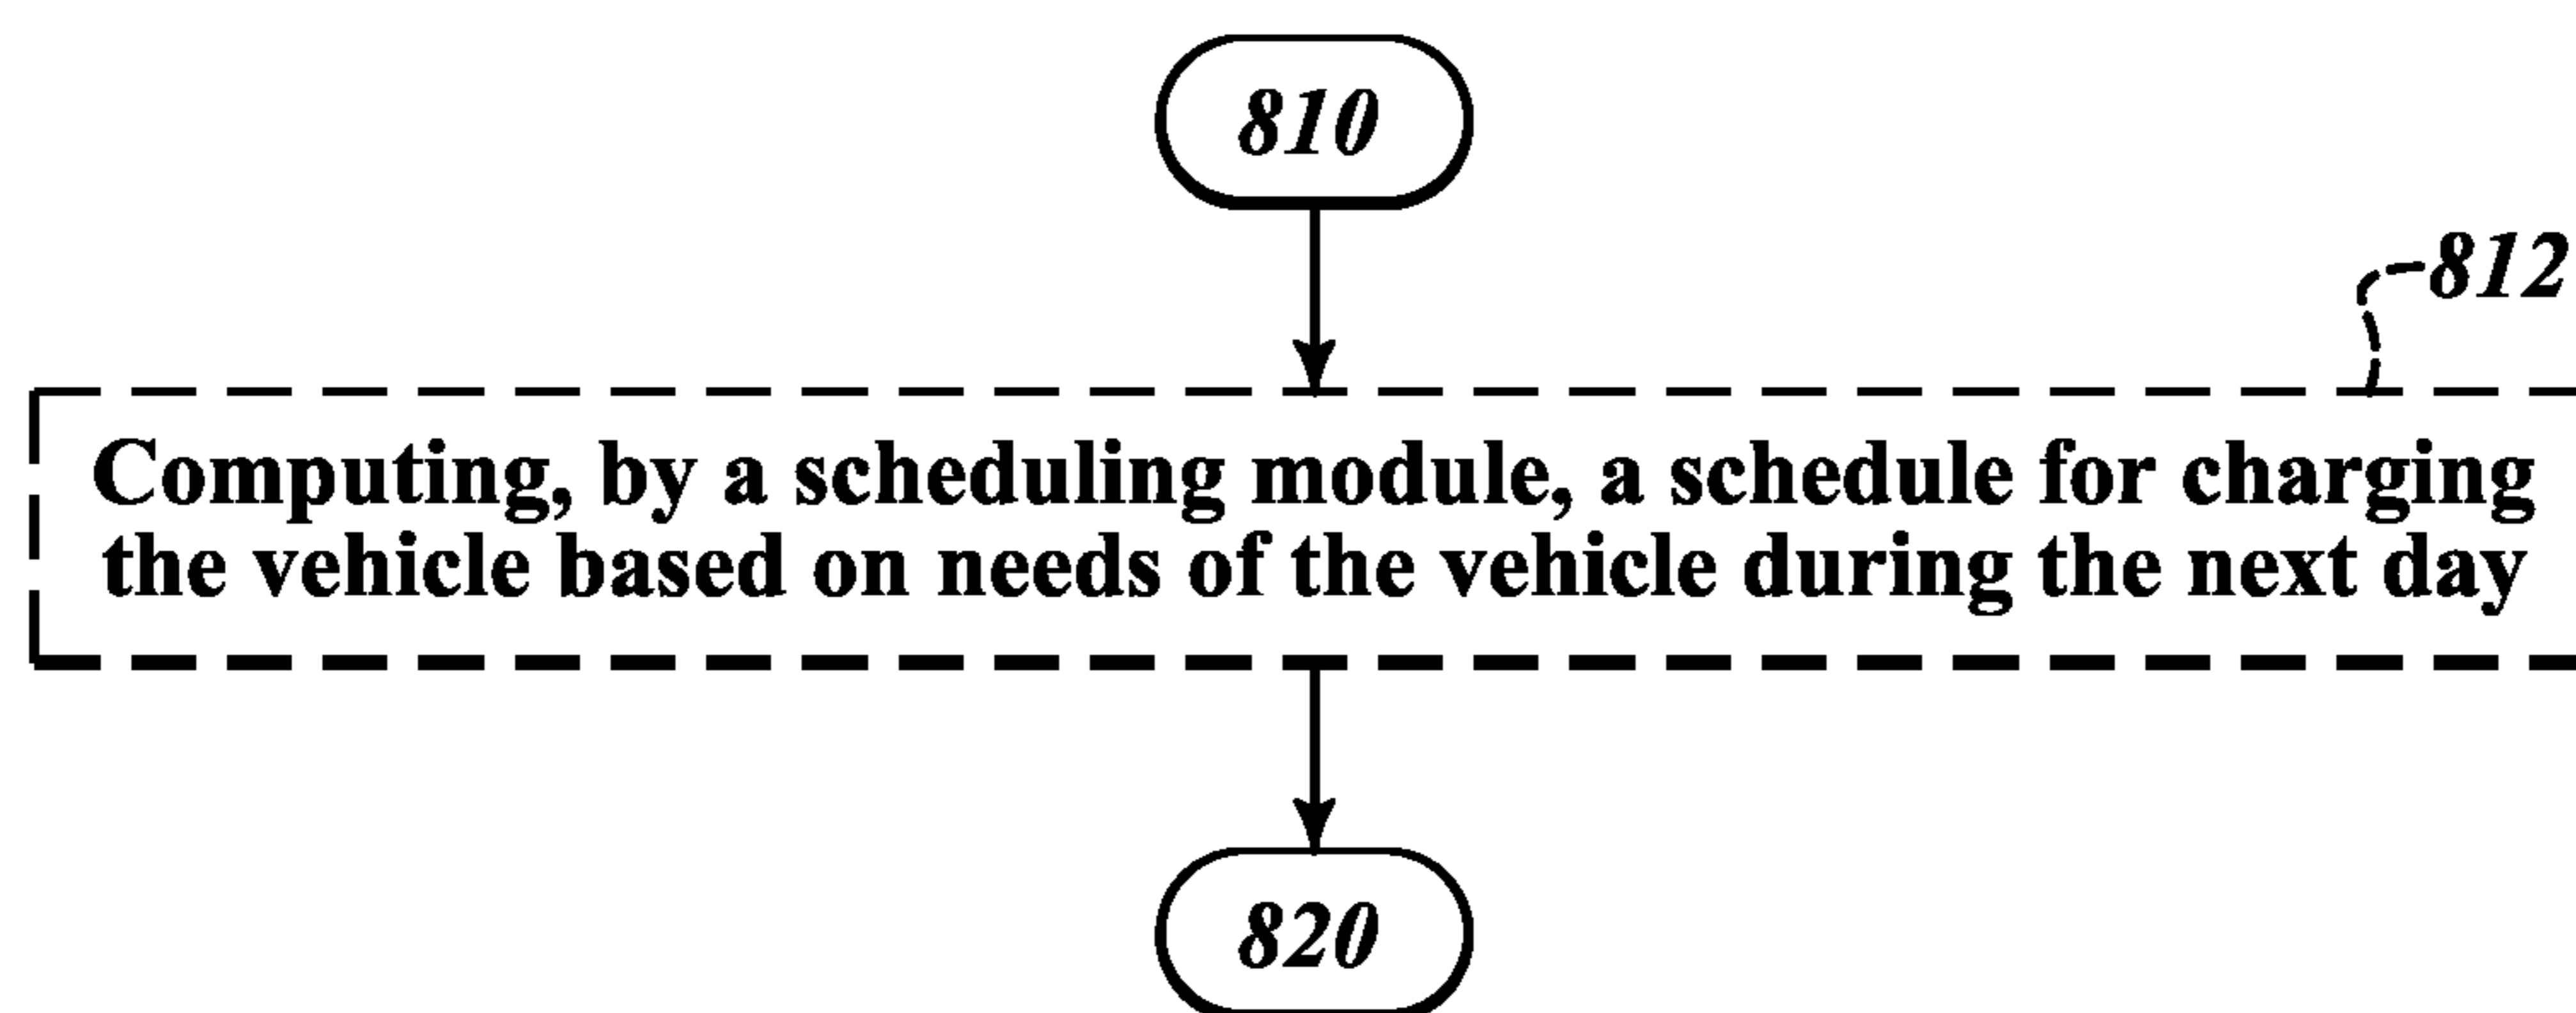 810
812
Computing, by a scheduling module, a schedule for charging
the vehicle based on needs of the vehicle during the next day
820